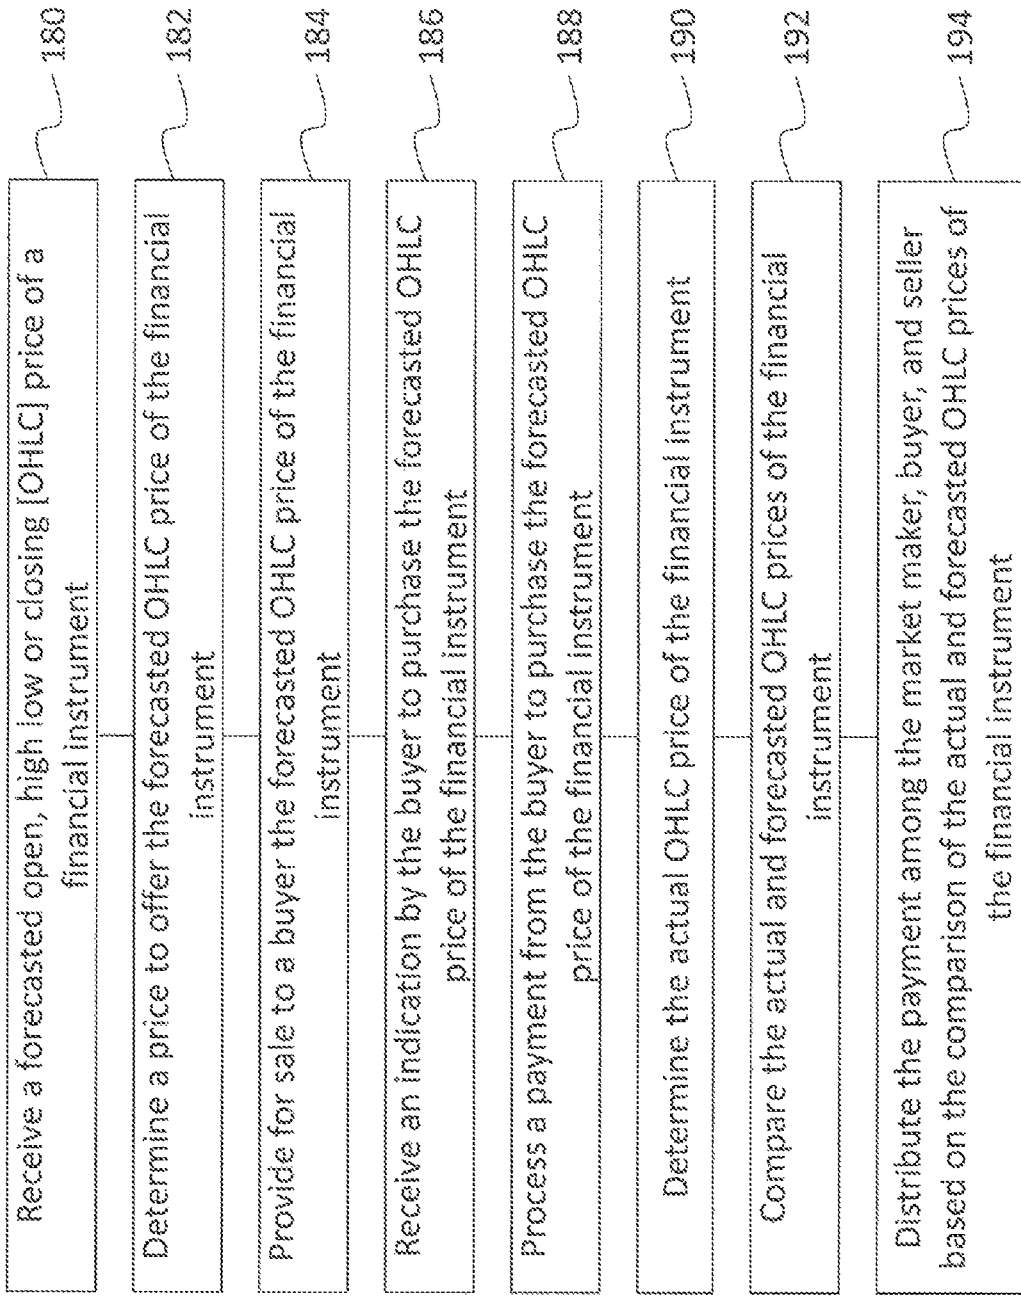 Receive a forecasted open, high low or closing [OHLC] price of a
financial instrument
180
Determine a price to offer the forecasted OHLC price of the financial
instrument
182
Provide for sale to a buyer the forecasted OHLC price of the financial
instrument
184
Receive an indication by the buyer to purchase the forecasted OHLC
price of the financial instrument
186
Process a payment from the buyer to purchase the forecasted OHLC
price of the financial instrument
188
Determine the actual OHLC price of the financial instrument
190
Compare the actual and forecasted OHLC prices of the financial
instrument
192
Distribute the payment among the market maker, buyer, and seller
based on the comparison of the actual and forecasted OHLC prices of
the financial instrument
194